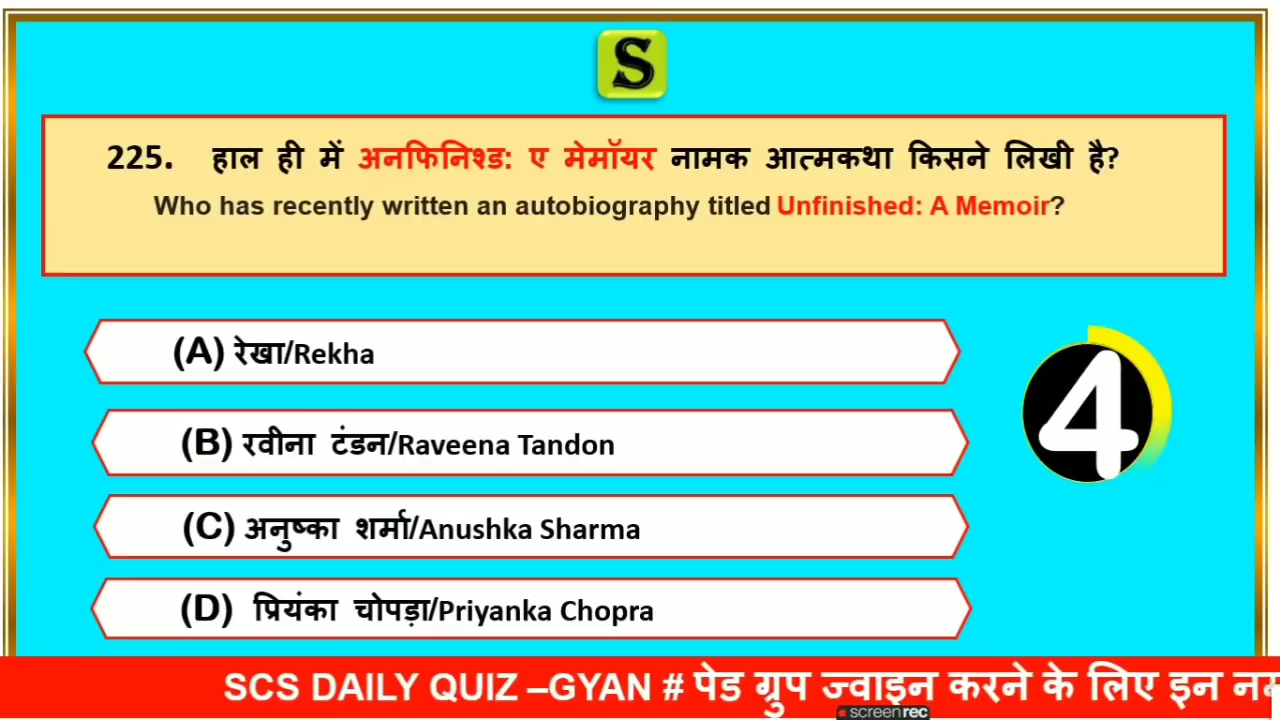 S
225. हाल ही में अनफिनिश्ड: ए मेमॉयर नामक आत्मकथा किसने लिखी है?
Who has recently written an autobiography titled Unfinished: A Memoir?
(A) रेखा/Rekha
(B) रवीना टंडन/Raveena Tandon
4
(C) अनुष्का शर्मा/Anushka Sharma
(D) प्रियंका चोपड़ा/Priyanka Chopra
SCS DAILY QUIZ –GYAN # पेड ग्रुप ज्वाइन करने के लिए इन
screenrec